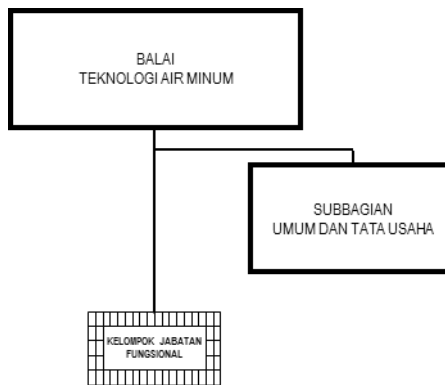 BALAI
TEKNOLOGI AIR MINUM
SUBBAGIAN
UMUM DAN TATA USAHA
KELOMPOK JABATAN
FUNGSIONAL